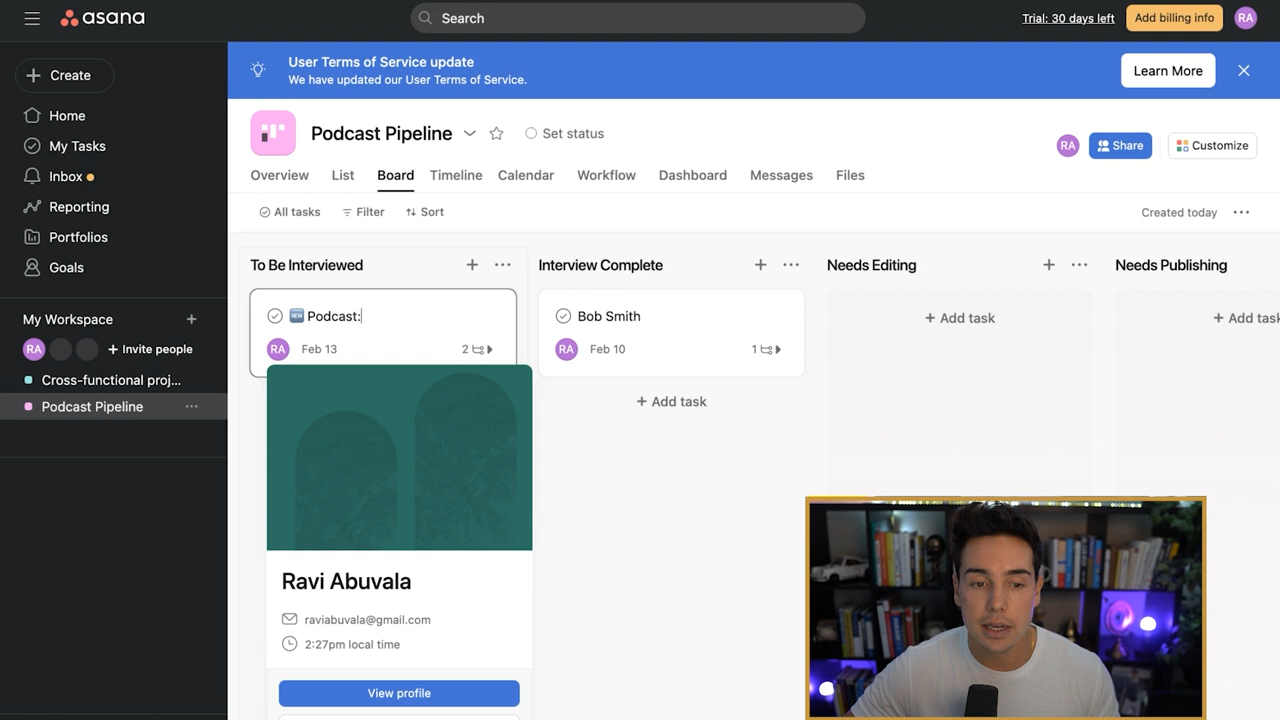 asana
Search
Trial: 30 days left
Add billing info
RA
Create
Home
My Tasks
Inbox
Reporting
Portfolios
Goals
My Workspace
RA
Invite people
Cross-functional proj...
Podcast Pipeline
User Terms of Service update
We have updated our User Terms of Service.
Learn More
Podcast Pipeline
Set status
RA
Share
Customize
Overview
List
Board
Timeline
Calendar
Workflow
Dashboard
Messages
Files
All tasks
Filter
Sort
Created today
To Be Interviewed
Podcast:
RA
Feb 13
2
Ravi Abuvala
raviabuvala@gmail.com
2:27pm local time
View profile
Interview Complete
Bob Smith
RA
Feb 10
1
+ Add task
Needs Editing
+ Add task
Needs Publishing
+ Add task